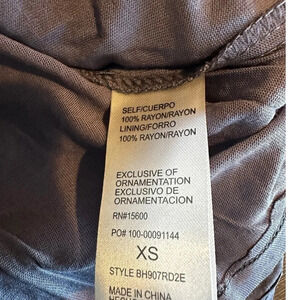 SELF/CUERPO
100% RAYON/RAYON
LINING/FORRO
100% RAYON/RAYON
EXCLUSIVE OF
ORNAMENTATION
EXCLUSIVO DE
ORNAMENTACION
RN#15600
PO# 100-00091144
XS
STYLE BH907RD2E
MADE IN CHINA